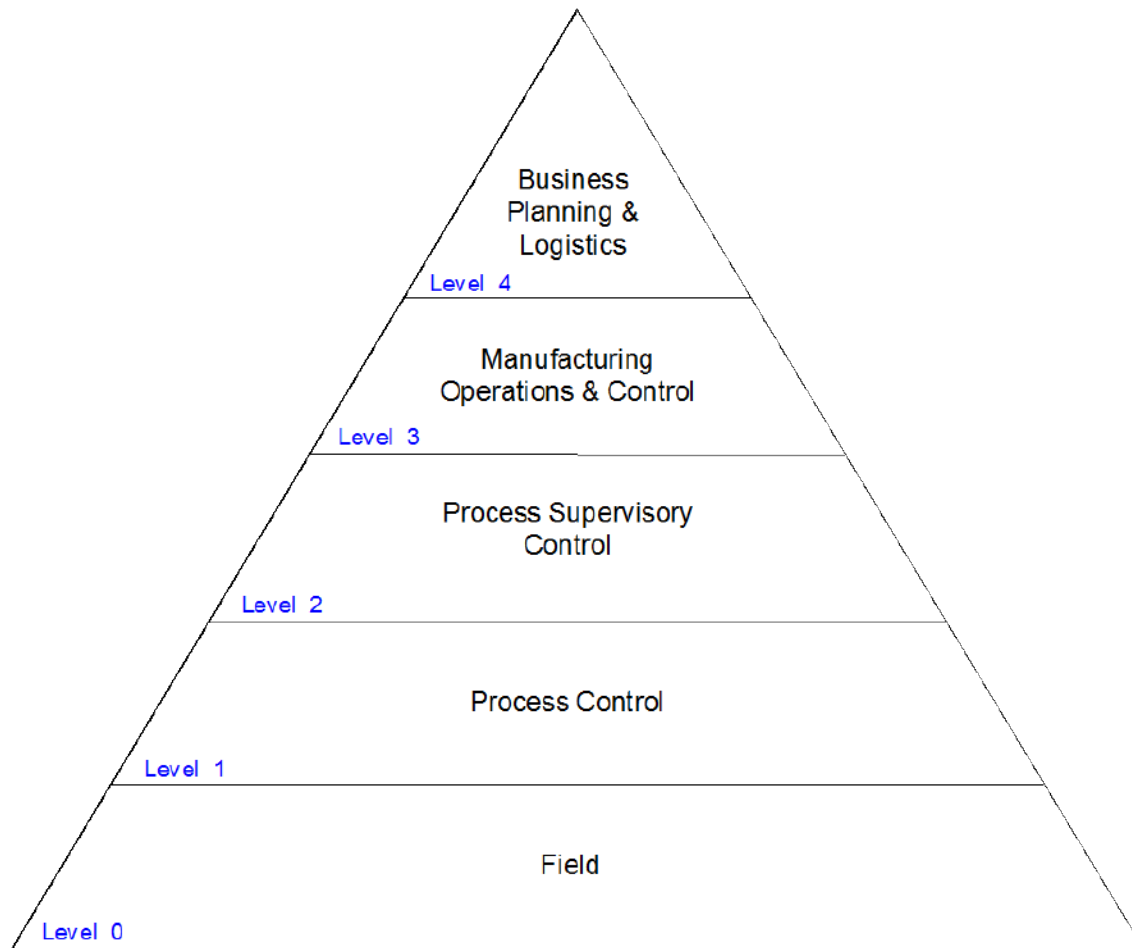 Business
Planning &
Logistics
Level 4
Manufacturing
Operations & Control
Level 3
Process Supervisory
Control
Level 2
Process Control
Level 1
Field
Level 0